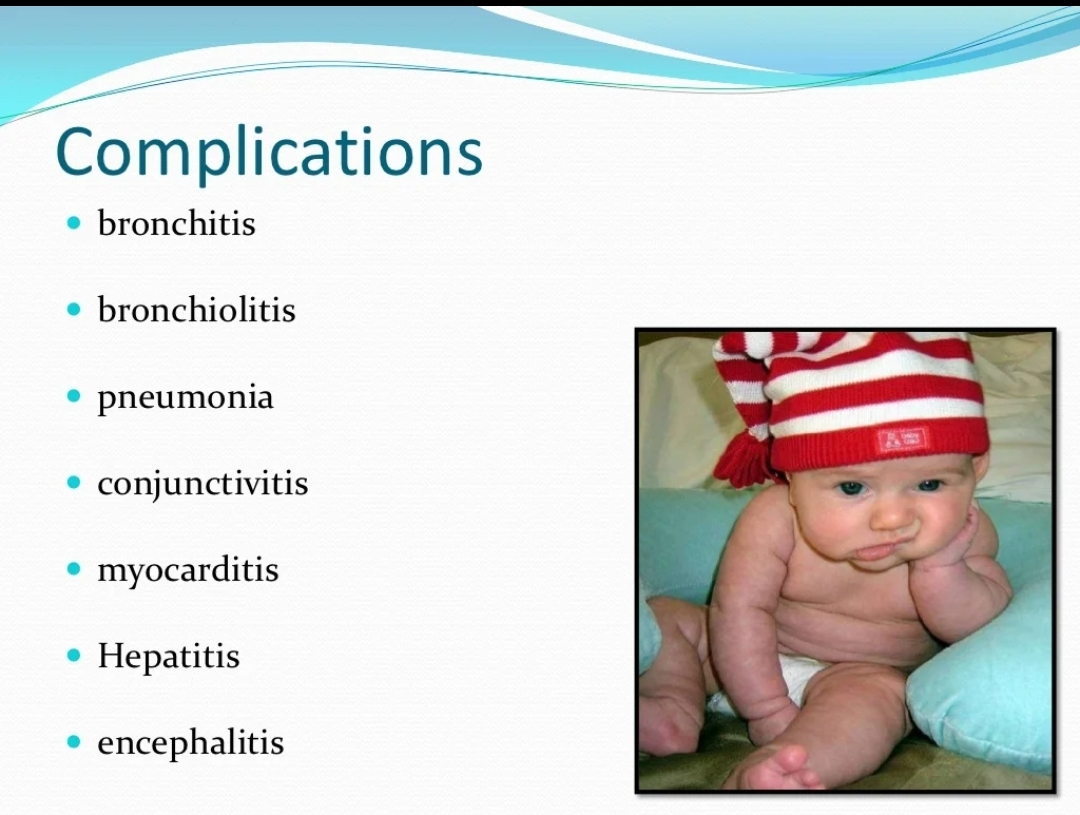 Complications
bronchitis
bronchiolitis
pneumonia
conjunctivitis
myocarditis
Hepatitis
encephalitis